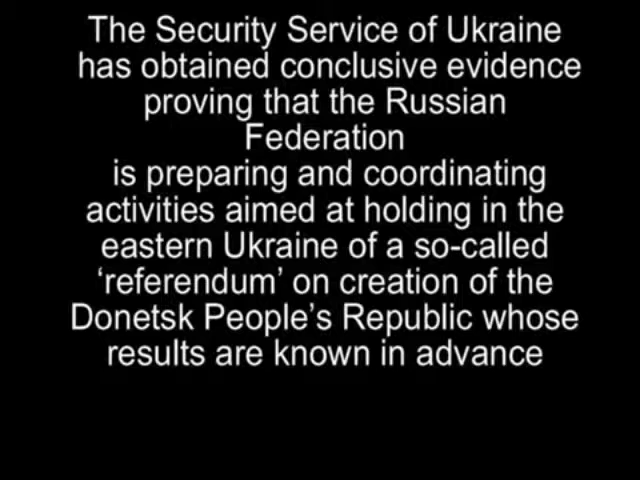 The Security Service of Ukraine
has obtained conclusive evidence
proving that the Russian
Federation
is preparing and coordinating
activities aimed at holding in the
eastern Ukraine of a so-called
‘referendum’ on creation of the
Donetsk People’s Republic whose
results are known in advance